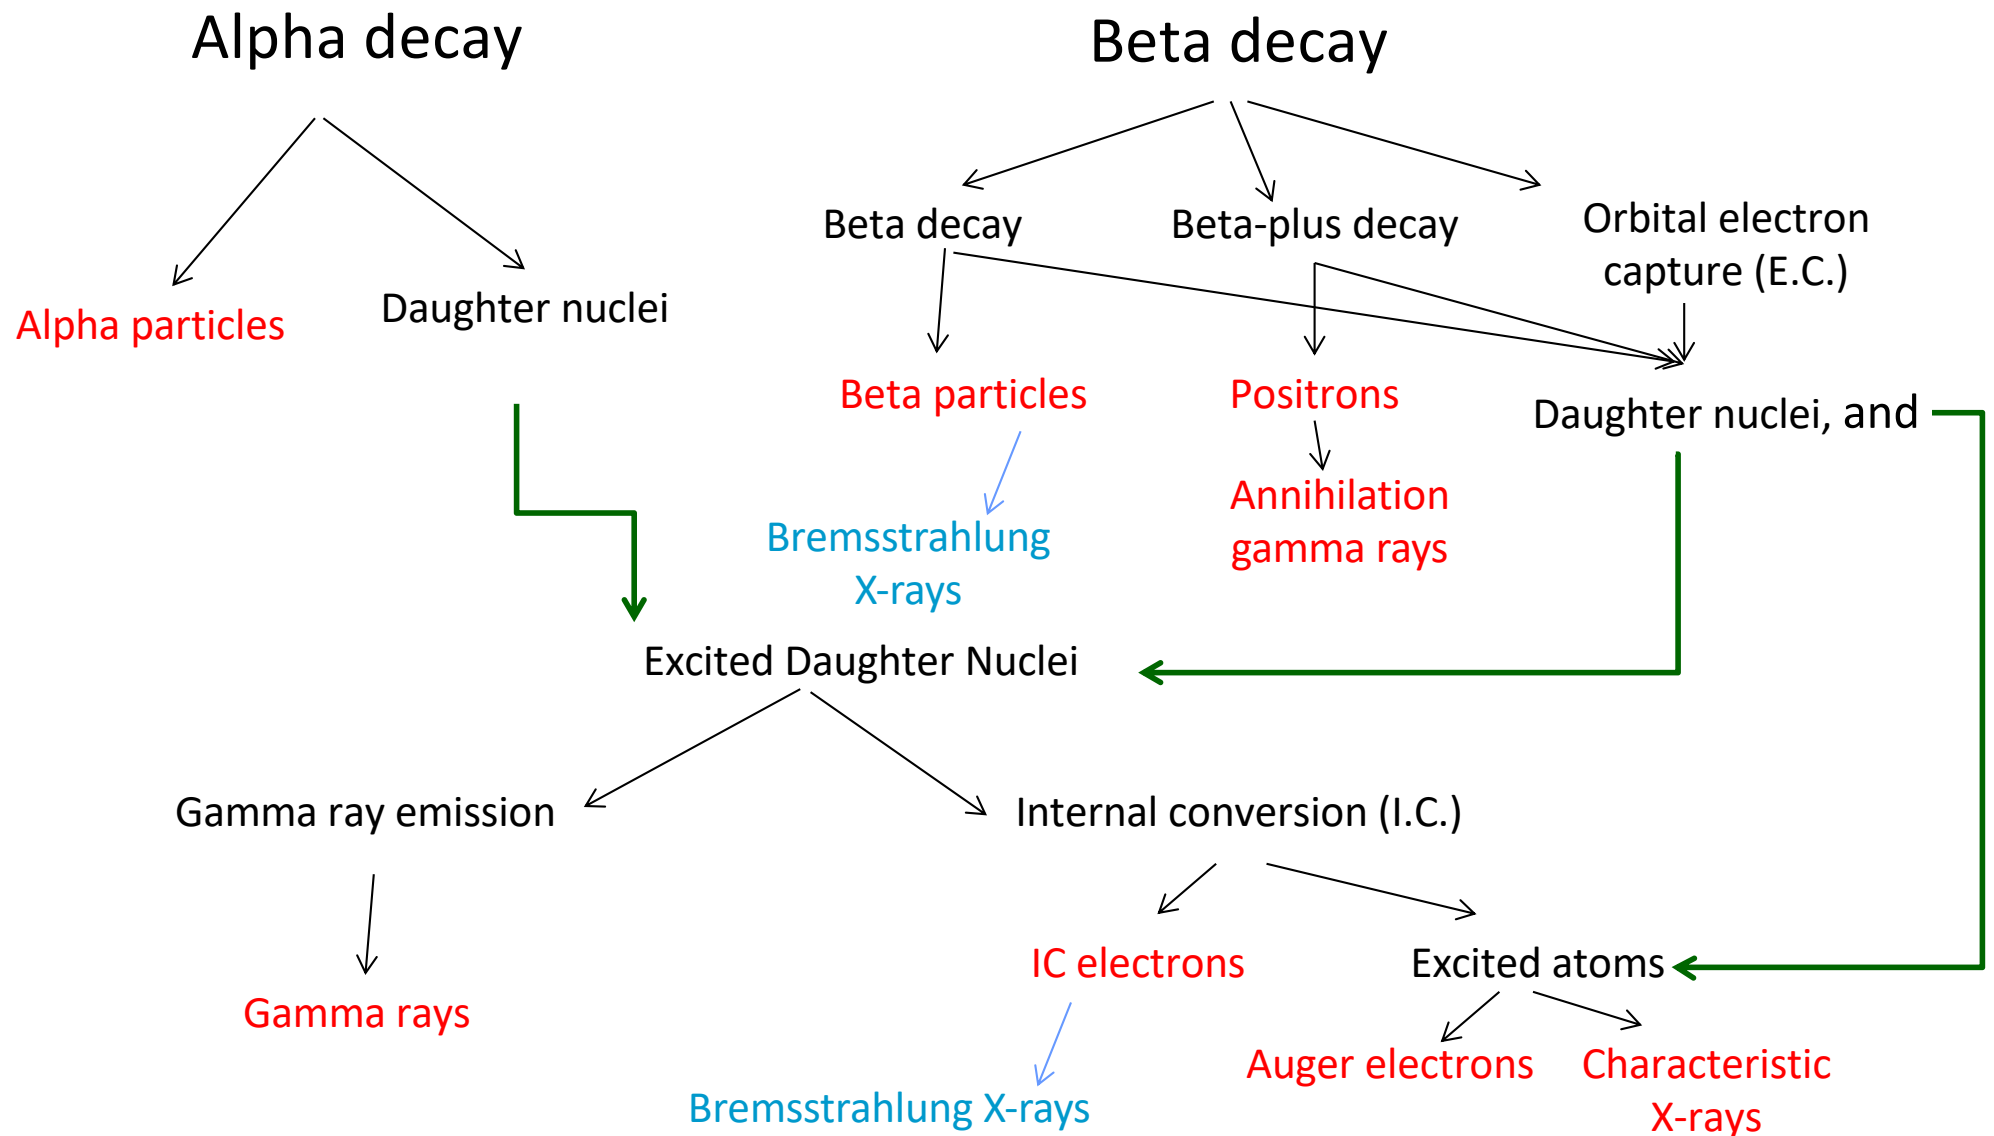 Alpha decay
Beta decay
Beta decay
Beta-plus decay
Orbital electron
capture (E.C.)
Alpha particles
Daughter nuclei
Beta particles
Positrons
Daughter nuclei, and
Bremsstrahlung
X-rays
Annihilation
gamma rays
Excited Daughter Nuclei
Gamma ray emission
Internal conversion (I.C.)
Gamma rays
IC electrons
Excited atoms
Bremsstrahlung X-rays
Auger electrons
Characteristic
X-rays